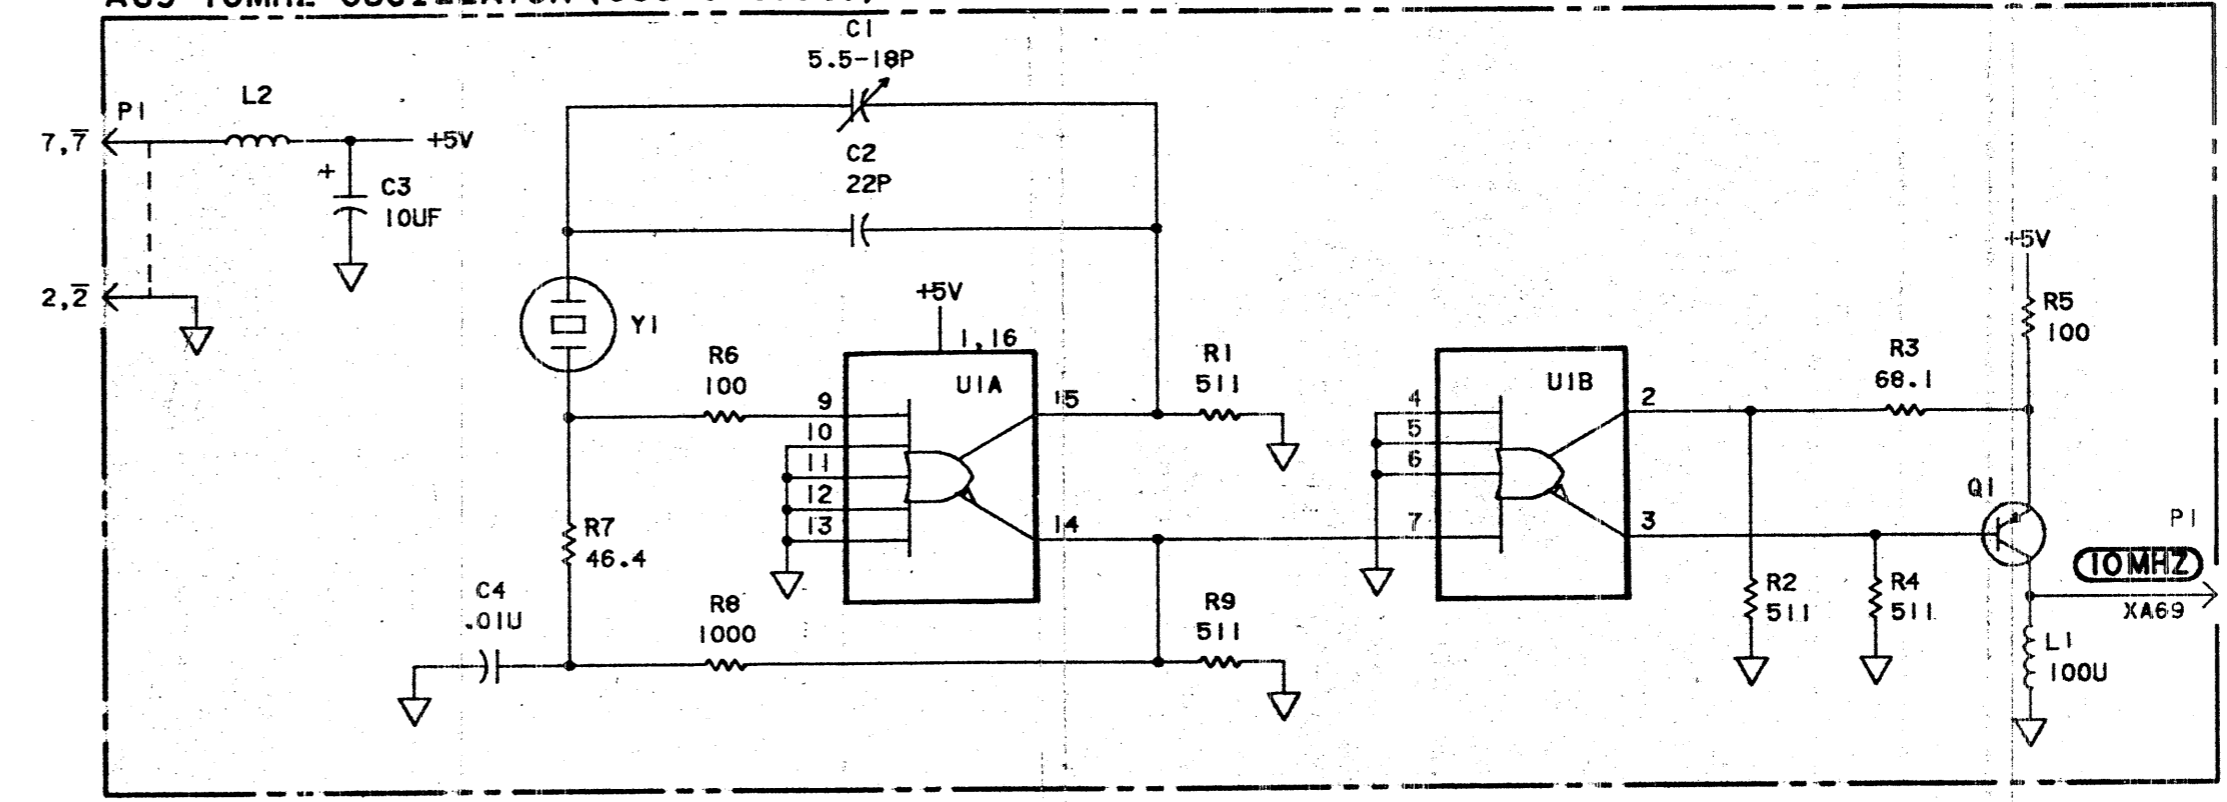 C1
5.5-18P
L2
P1
7,7̅
+5V
+
C3
10UF
2,2̅
C2
22P
Y1
+5V
1,16
U1A
R6
100
9
10
11
12
13
15
14
R1
511
R7
46.4
C4
.01U
R8
1000
R9
511
U1B
4
5
6
7
2
3
R3
68.1
+5V
R5
100
Q1
R2
511
R4
511
P1
10MHZ
XA69
L1
100U